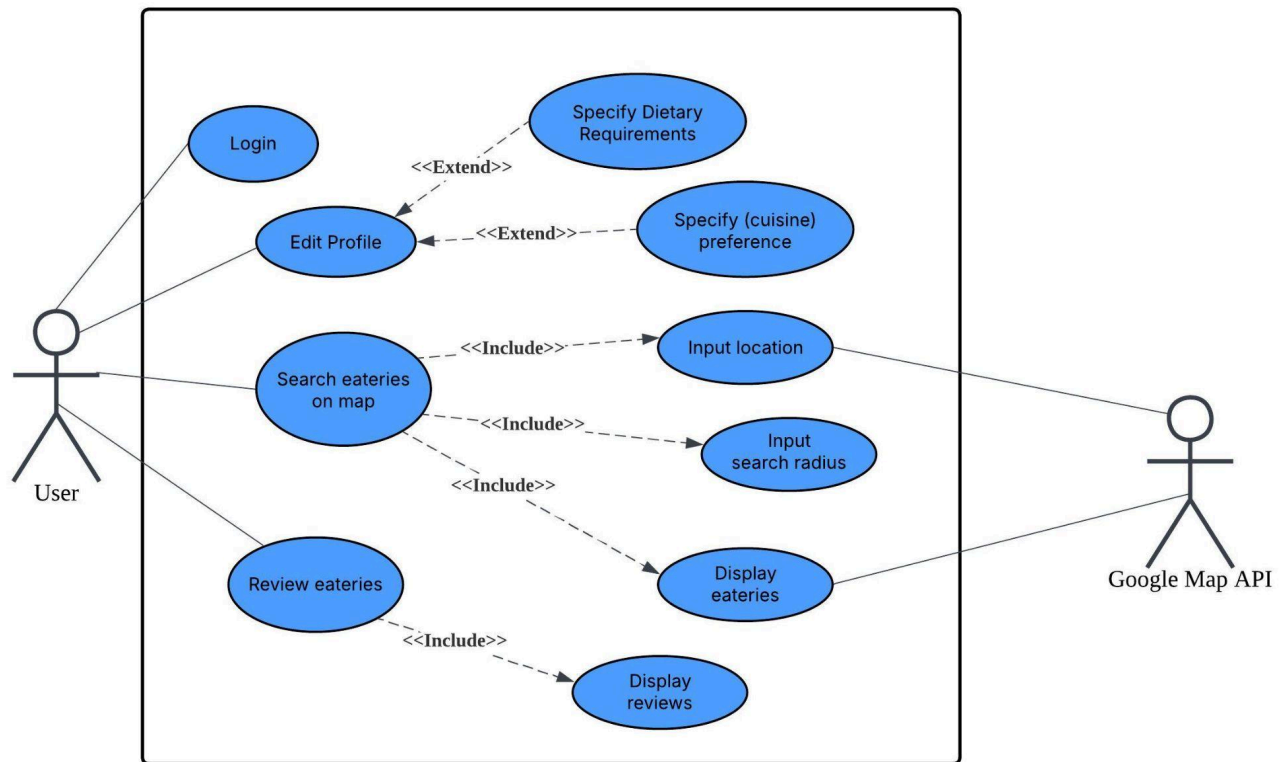 Login
Specify Dietary
Requirements
<<Extend>>
Edit Profile
<<Extend>>
Specify (cuisine)
preference
Search eateries
on map
<<Include>>
Input location
<<Include>>
Input
search radius
<<Include>>
User
Review eateries
Display
eateries
Google Map API
<<Include>>
Display
reviews